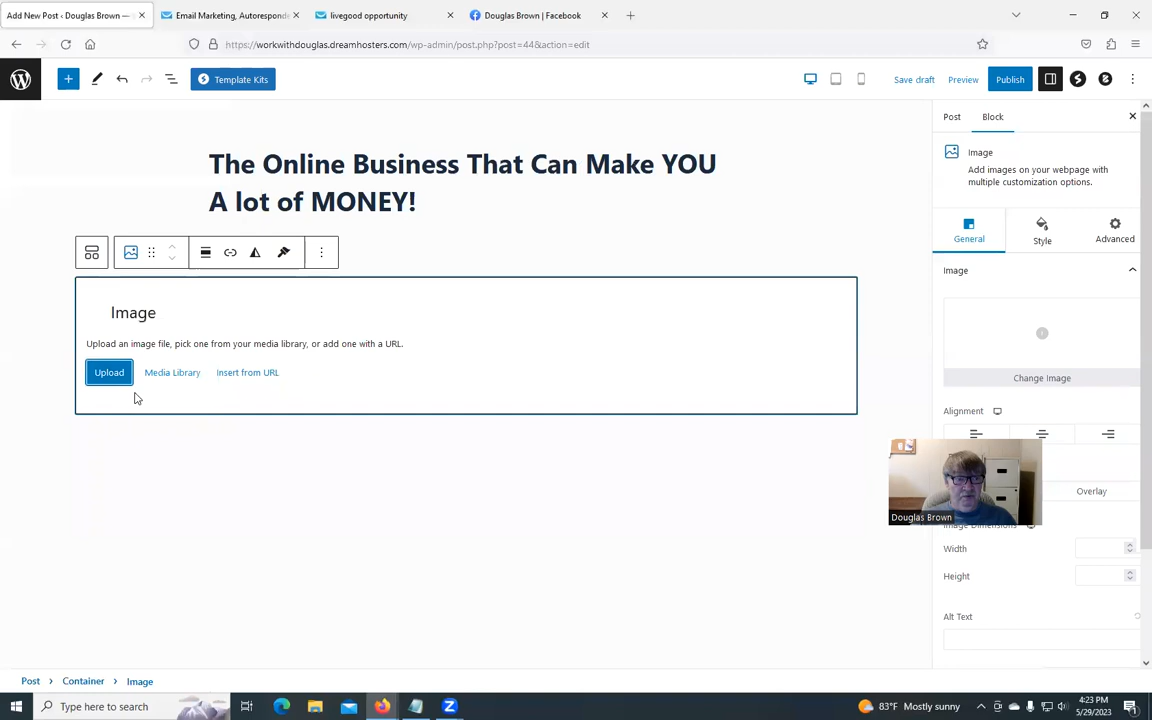 Add New Post ‹ Douglas Brown —
Email Marketing, Autoresponde
livegood opportunity
Douglas Brown | Facebook
https://workwithdouglas.dreamhosters.com/wp-admin/post.php?post=44&action=edit
Template Kits
Save draft
Preview
Publish
Post
Block
The Online Business That Can Make YOU
A lot of MONEY!
Image
Add images on your webpage with
multiple customization options.
General
Style
Advanced
Image
Image
Upload an image file, pick one from your media library, or add one with a URL.
Upload
Media Library
Insert from URL
Change Image
Alignment
Overlay
Douglas Brown
Image Dimensions
Width
Height
Alt Text
Post
Container
Image
Type here to search
83°F Mostly sunny
4:23 PM
5/29/2023